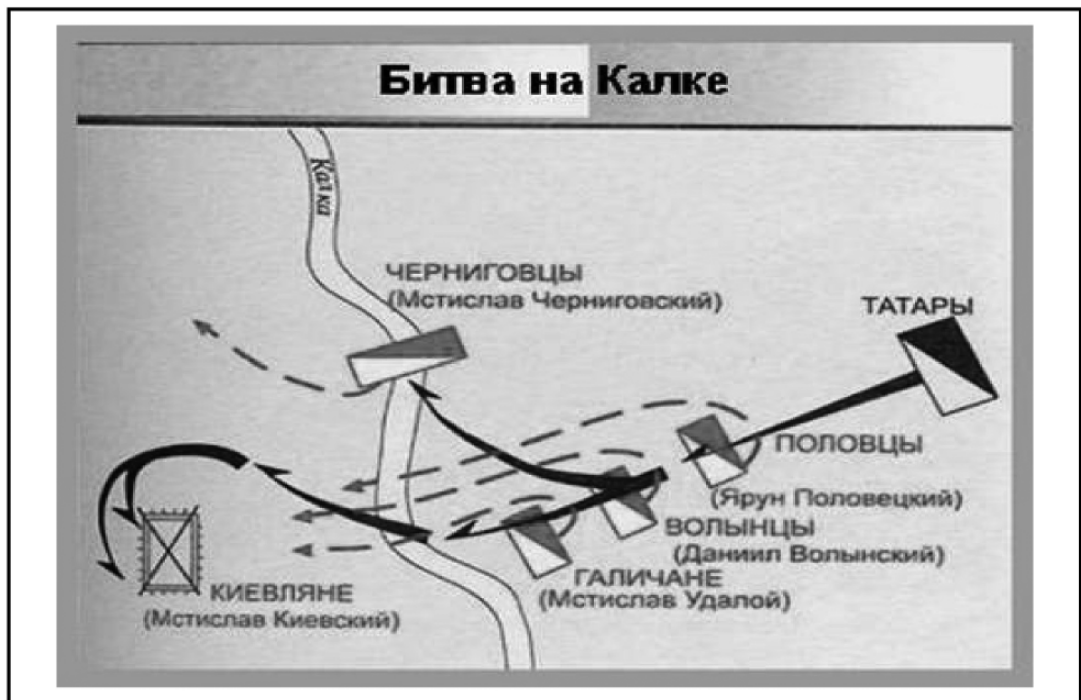 Битва на Калке
Калка
ЧЕРНИГОВЦЫ
(Мстислав Черниговский)
ТАТАРЫ
ПОЛОВЦЫ
(Ярун Половецкий)
ВОЛЫНЦЫ
(Даниил Волынский)
ГАЛИЧАНЕ
(Мстислав Удалой)
КИЕВЛЯНЕ
(Мстислав Киевский)